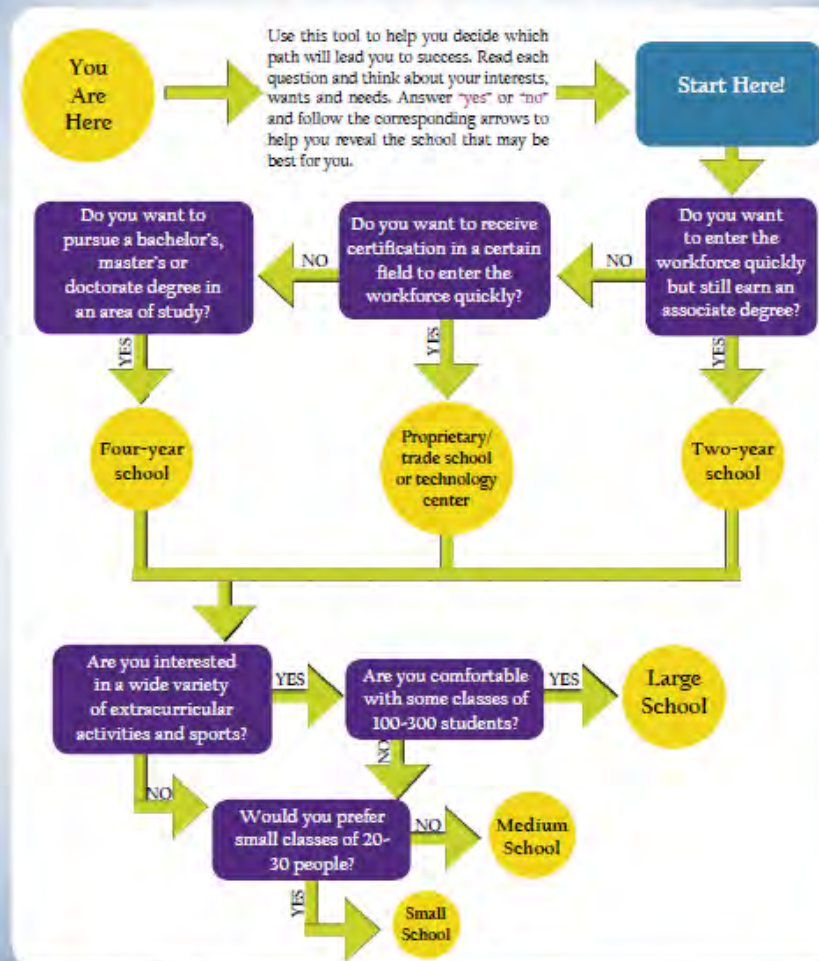 You
Are
Here
Use this tool to help you decide which
path will lead you to success. Read each
question and think about your interests,
wants and needs. Answer "yes" or "no"
and follow the corresponding arrows to
help you reveal the school that may be
best for you.
Start Here!
Do you want
to enter the
workforce quickly
but still earn an
associate degree?
NO
Do you want to receive
certification in a certain
field to enter the
workforce quickly?
NO
Do you want to
pursue a bachelor's,
master's or
doctorate degree in
an area of study?
YES
YES
YES
Four-year
school
Proprietary/
trade school
or technology
center
Two-year
school
Are you interested
in a wide variety
of extracurricular
activities and sports?
YES
Are you comfortable
with some classes of
100-300 students?
YES
Large
School
NO
NO
Would you prefer
small classes of 20-
30 people?
NO
Medium
School
YES
Small
School